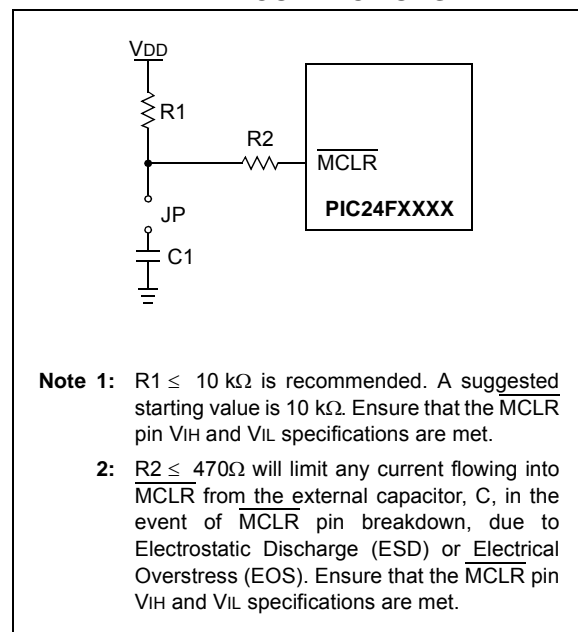 VDD
R1
R2
MCLR
JP
PIC24FXXXX
C1
Note 1: R1 ≤ 10 kΩ is recommended. A suggested
starting value is 10 kΩ. Ensure that the MCLR
pin VIH and VIL specifications are met.
2: R2 ≤ 470Ω will limit any current flowing into
MCLR from the external capacitor, C, in the
event of MCLR pin breakdown, due to
Electrostatic Discharge (ESD) or Electrical
Overstress (EOS). Ensure that the MCLR pin
VIH and VIL specifications are met.